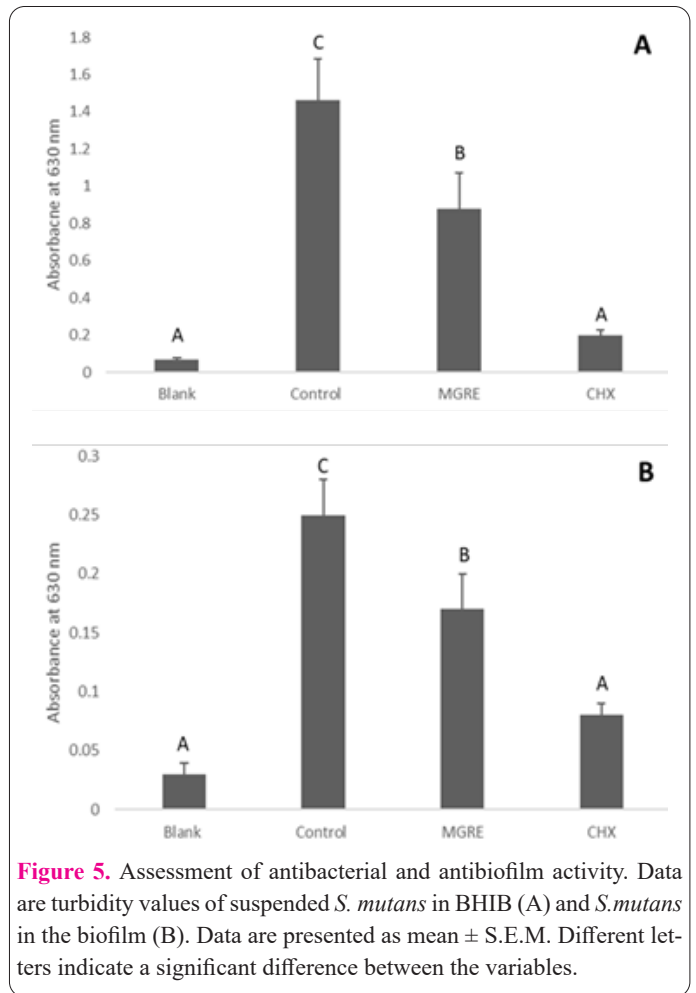 A
1.8
1.6
1.4
1.2
1
0.8
0.6
0.4
0.2
0
Absorbacne at 630 nm
A
C
B
A
Blank Control MGRE CHX
B
0.3
0.25
0.2
0.15
0.1
0.05
0
Absorbance at 630 nm
A
C
B
A
Blank Control MGRE CHX
Figure 5. Assessment of antibacterial and antibiofilm activity. Data
are turbidity values of suspended S. mutans in BHIB (A) and S.mutans
in the biofilm (B). Data are presented as mean ± S.E.M. Different let-
ters indicate a significant difference between the variables.